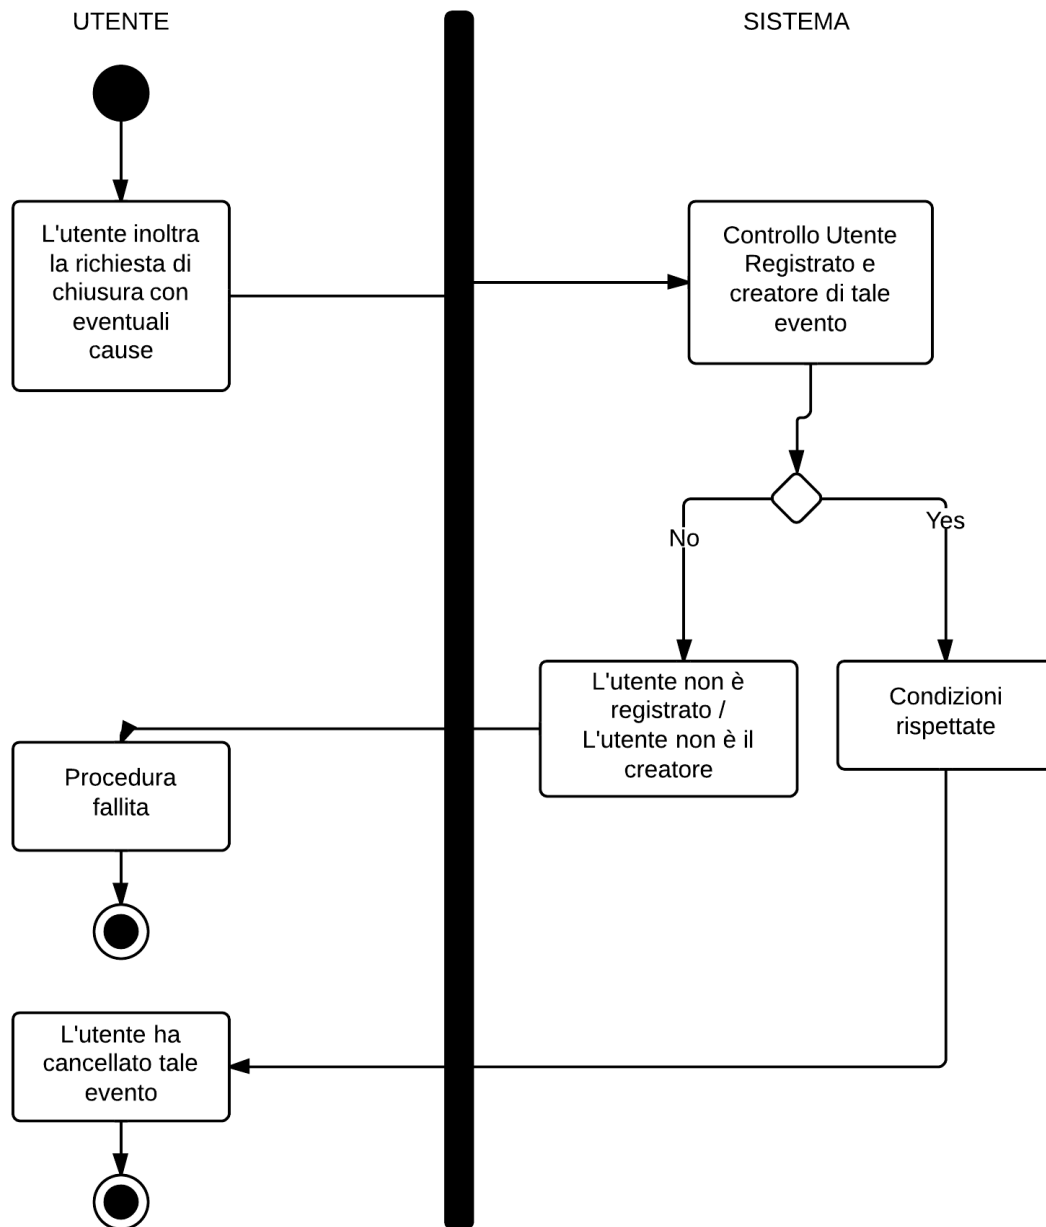 UTENTE
SISTEMA
L'utente inoltra
la richiesta di
chiusura con
eventuali
cause
Controllo Utente
Registrato e
creatore di tale
evento
No
Yes
L'utente non è
registrato /
L'utente non è il
creatore
Condizioni
rispettate
Procedura
fallita
L'utente ha
cancellato tale
evento